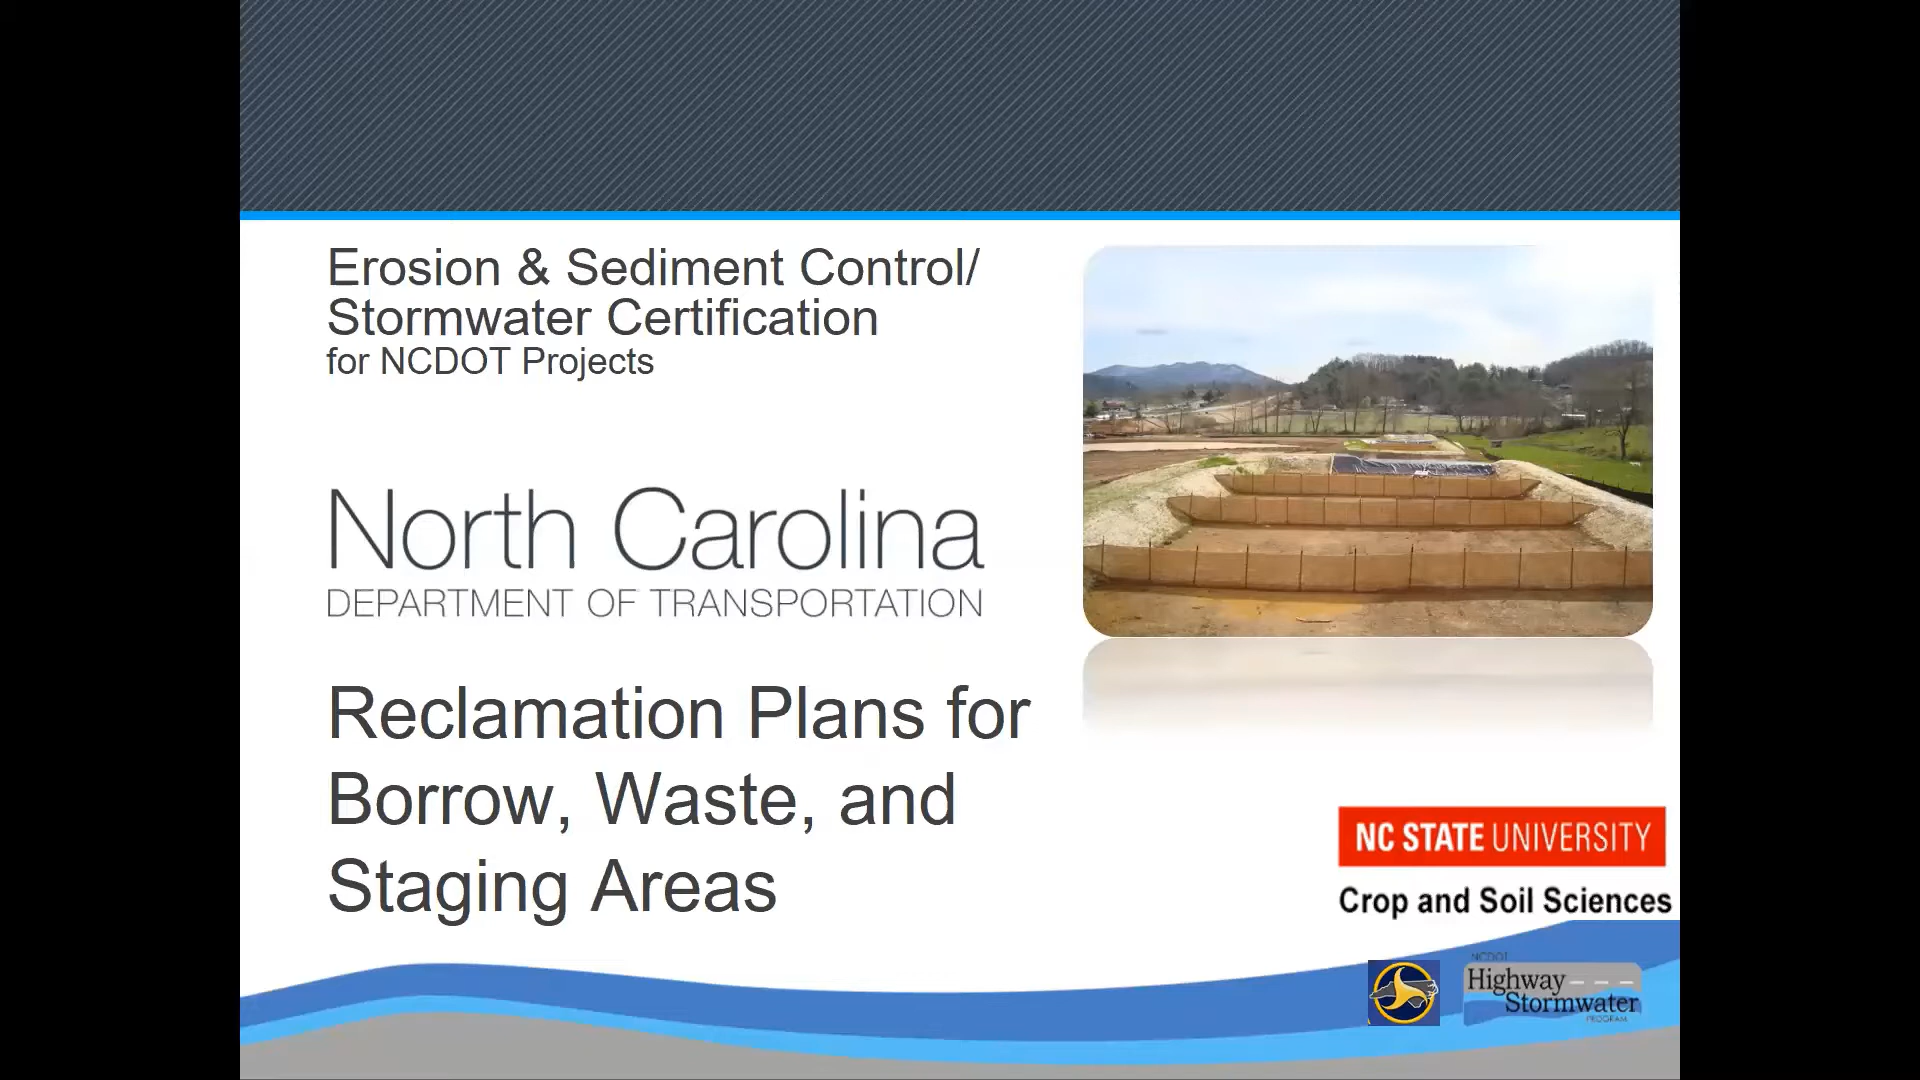 Erosion & Sediment Control/
Stormwater Certification
for NCDOT Projects
North Carolina
DEPARTMENT OF TRANSPORTATION
Reclamation Plans for
Borrow, Waste, and
Staging Areas
NC STATE UNIVERSITY
Crop and Soil Sciences
NCDOT
Highway
Stormwater
PROGRAM